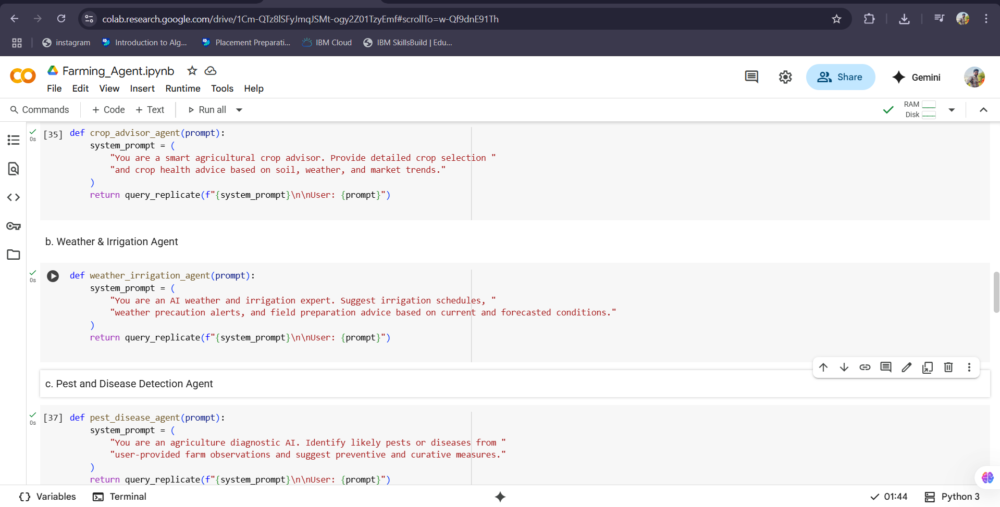 colab.research.google.com/drive/1Cm-QTz8lSFyJmqJSMt-ogy2Z01TzyEmf#scrollTo=w-Qf9dnE91Th
instagram Introduction to Alg... Placement Preparati... IBM Cloud IBM SkillsBuild | Edu...
Farming_Agent.ipynb
File Edit View Insert Runtime Tools Help
Share Gemini
Commands + Code + Text Run all
RAM
Disk
[35] def crop_advisor_agent(prompt):
0s
system_prompt = (
"You are a smart agricultural crop advisor. Provide detailed crop selection "
"and crop health advice based on soil, weather, and market trends."
)
return query_replicate(f"{system_prompt}\n\nUser: {prompt}")
b. Weather & Irrigation Agent
def weather_irrigation_agent(prompt):
0s
system_prompt = (
"You are an AI weather and irrigation expert. Suggest irrigation schedules, "
"weather precaution alerts, and field preparation advice based on current and forecasted conditions."
)
return query_replicate(f"{system_prompt}\n\nUser: {prompt}")
c. Pest and Disease Detection Agent
[37] def pest_disease_agent(prompt):
0s
system_prompt = (
"You are an agriculture diagnostic AI. Identify likely pests or diseases from "
"user-provided farm observations and suggest preventive and curative measures."
)
return query_replicate(f"{system_prompt}\n\nUser: {prompt}")
{} Variables Terminal 01:44 Python 3